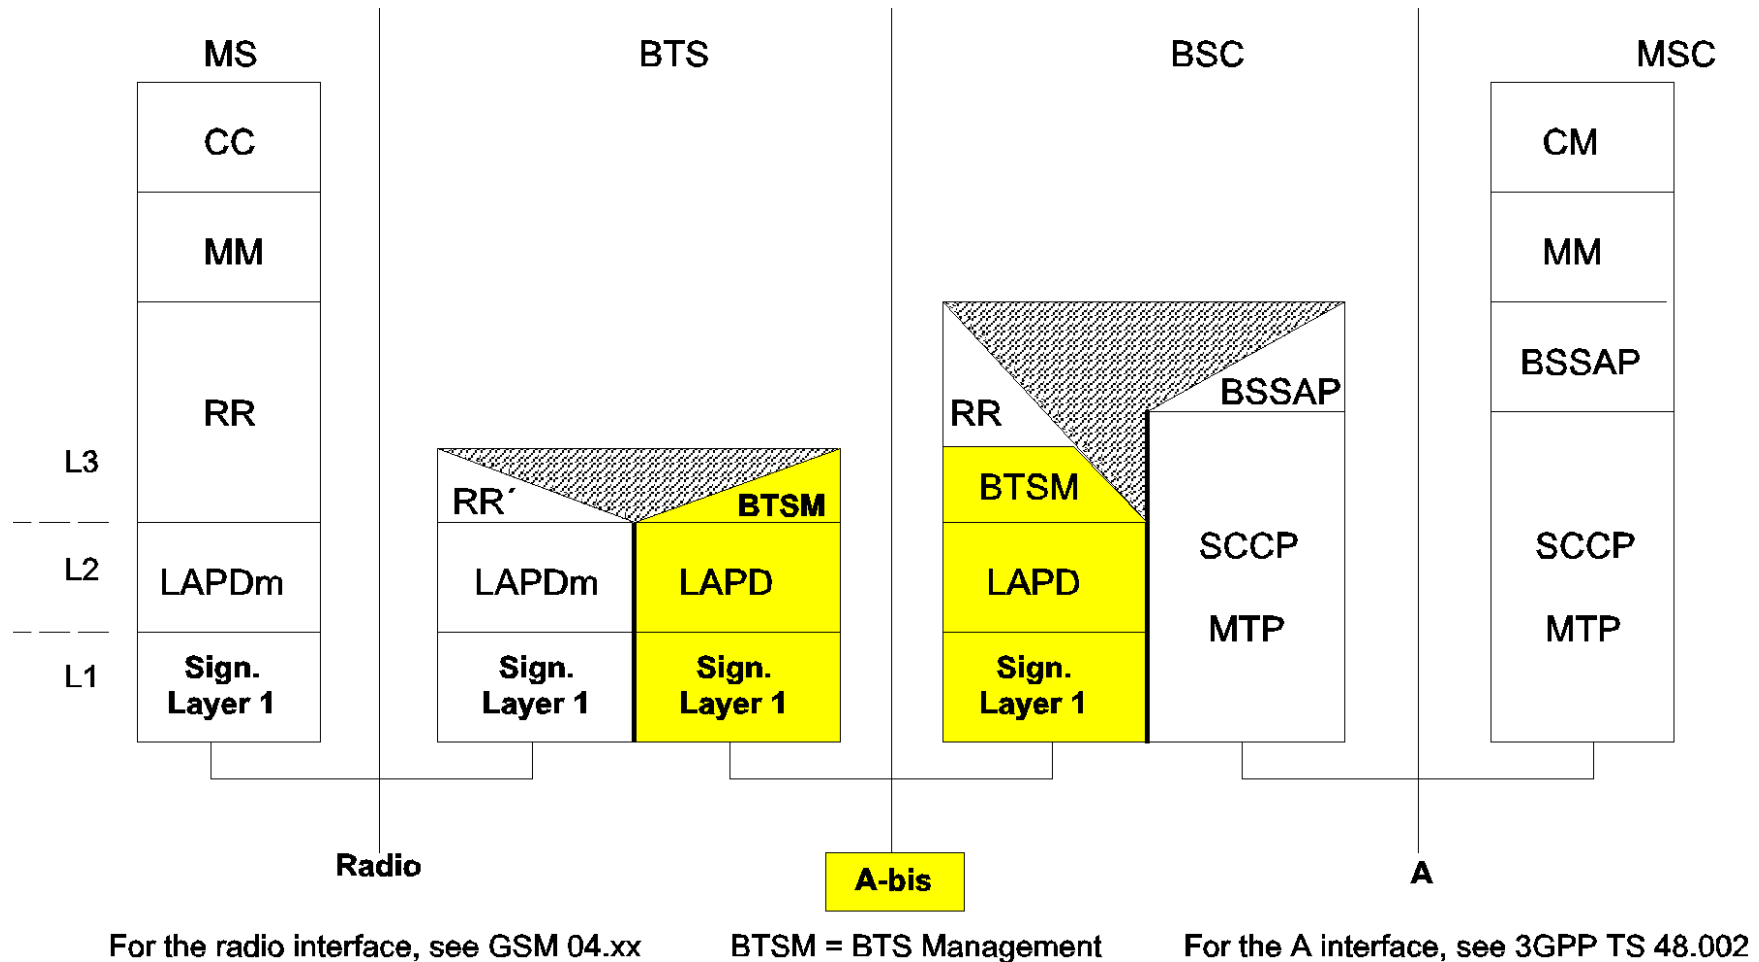 MS BTS BSC MSC
CC CM
MM MM
RR RR´ BTSM RR BTSM BSSAP BSSAP
L3
L2
LAPDm LAPDm LAPD LAPD SCCP SCCP
MTP MTP
L1
Sign. Sign. Sign. Sign.
Layer 1 Layer 1 Layer 1 Layer 1
Radio A-bis A
For the radio interface, see GSM 04.xx BTSM = BTS Management For the A interface, see 3GPP TS 48.002